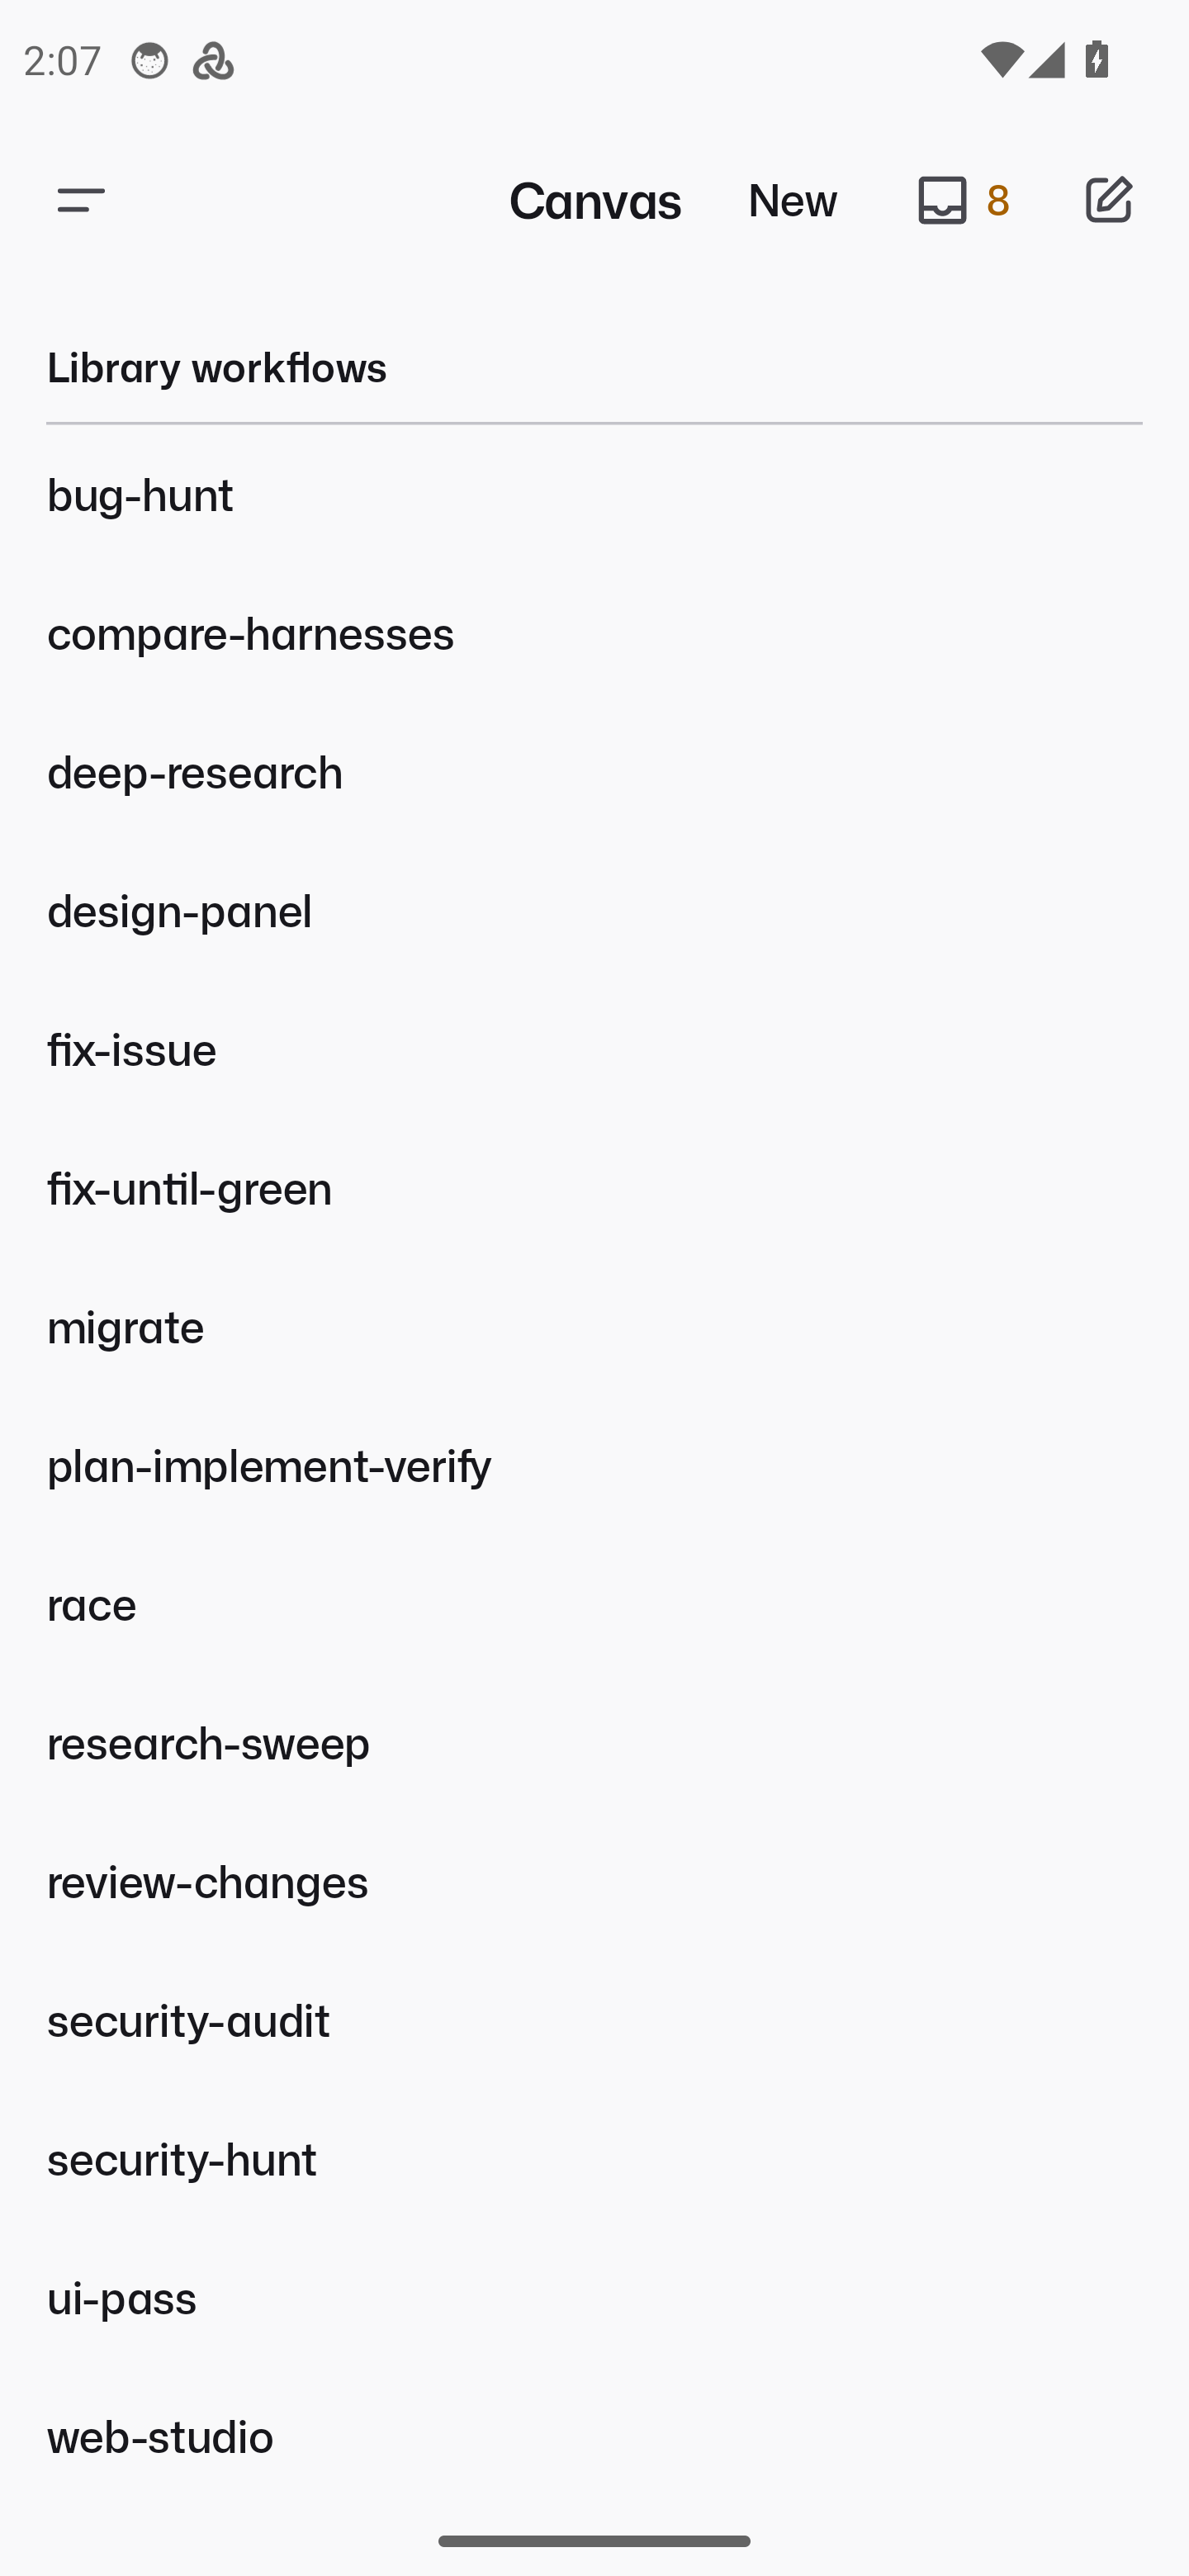 2:07
Canvas New 8
Library workflows
bug-hunt
compare-harnesses
deep-research
design-panel
fix-issue
fix-until-green
migrate
plan-implement-verify
race
research-sweep
review-changes
security-audit
security-hunt
ui-pass
web-studio